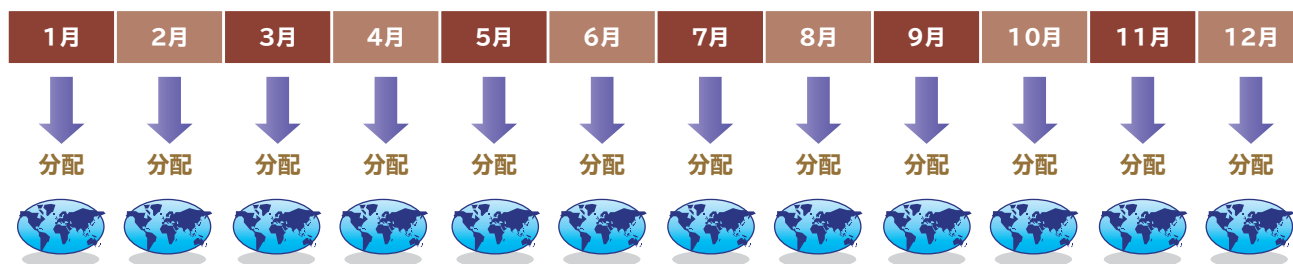 1月 2月 3月 4月 5月 6月 7月 8月 9月 10月 11月 12月
分配 分配 分配 分配 分配 分配 分配 分配 分配 分配 分配 分配